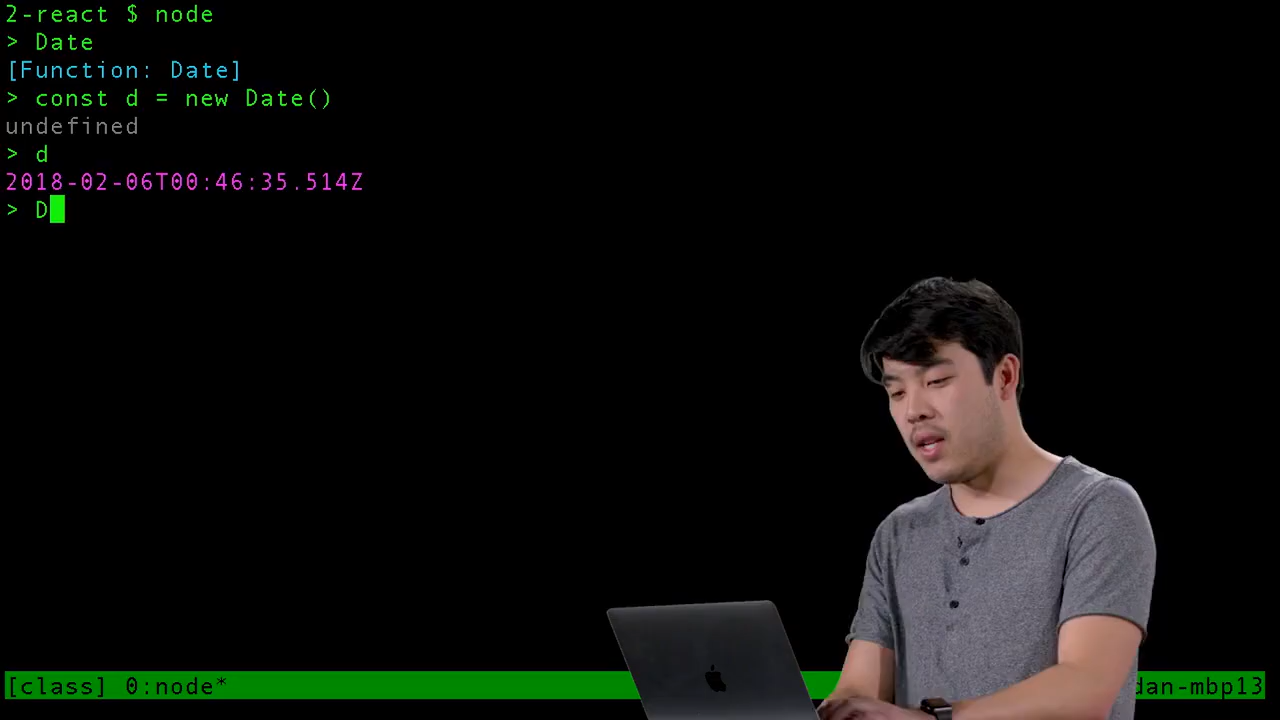 2-react $ node
> Date
[Function: Date]
> const d = new Date()
undefined
> d
2018-02-06T00:46:35.514Z
> D
[class] 0:node*
dan-mbp13